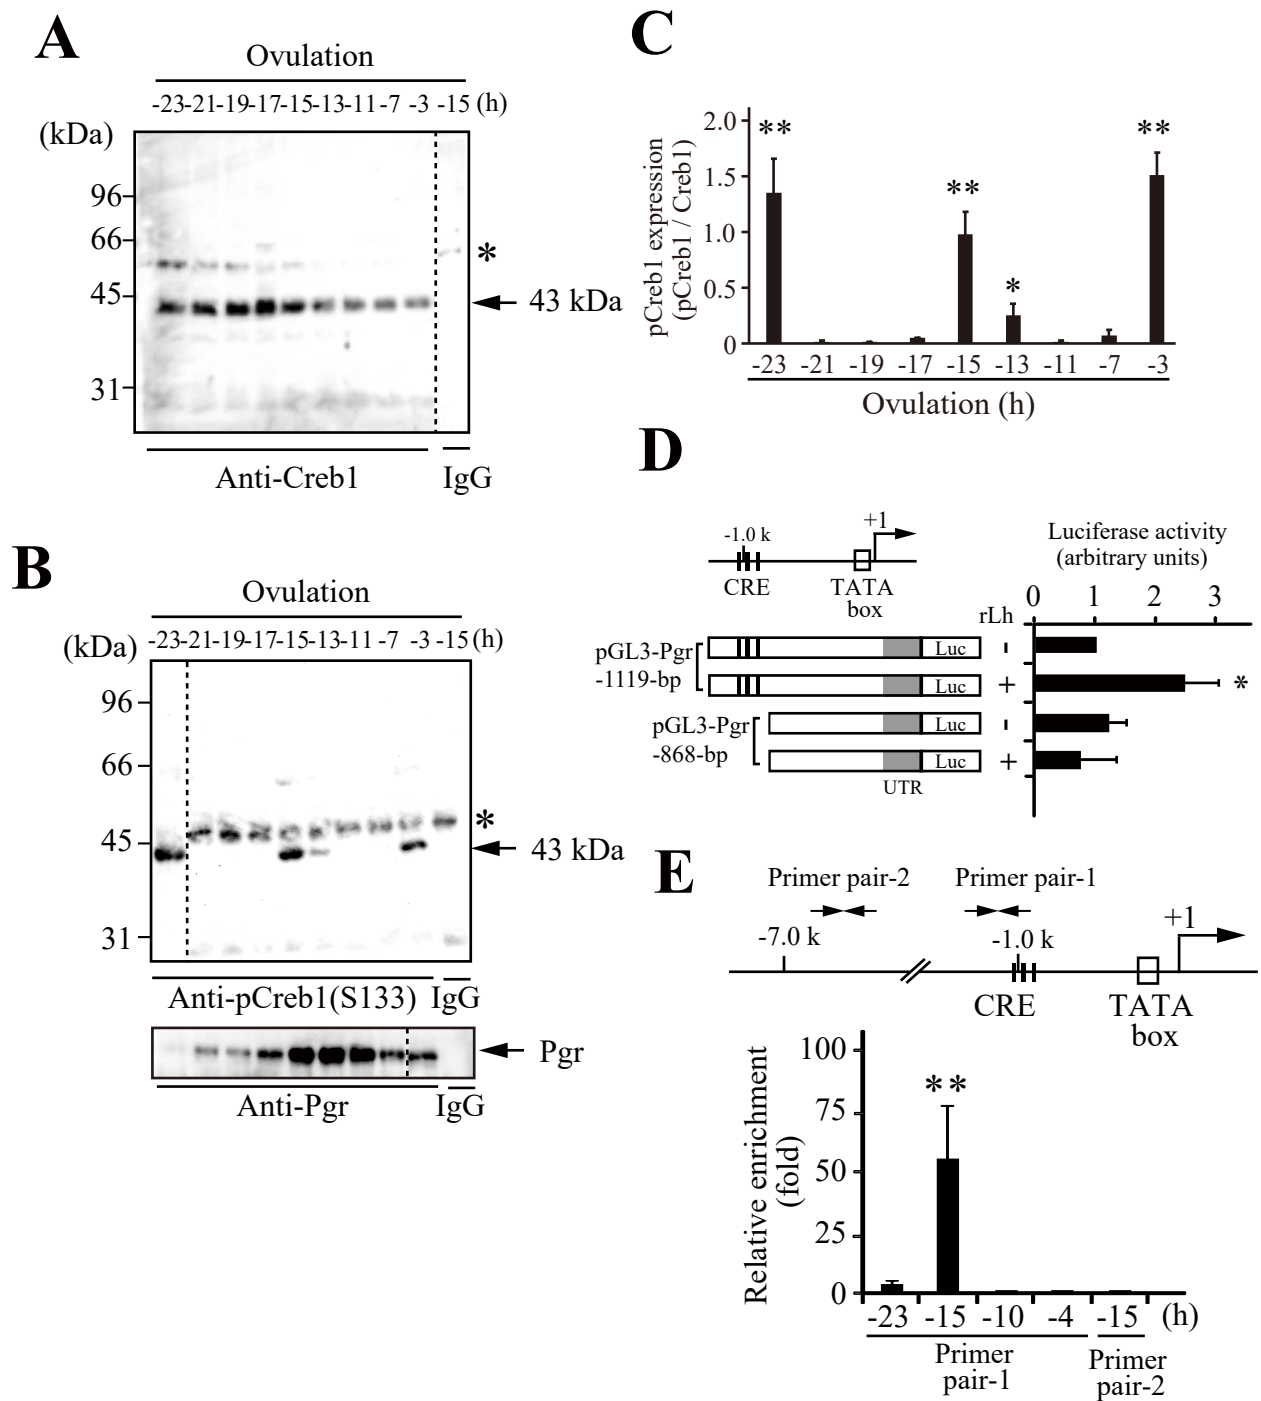 A
Ovulation
-23-21-19-17-15-13-11 -7 -3 -15 (h)
(kDa)
96
66
*
45
43 kDa
31
Anti-Creb1 IgG
B
Ovulation
-23-21-19-17-15-13-11 -7 -3 -15 (h)
(kDa)
96
66
*
45
43 kDa
31
Anti-pCreb1(S133) IgG
Pgr
Anti-Pgr IgG
C
pCreb1 expression
(pCreb1 / Creb1)
2.0
1.5
1.0
0.5
0
** ** * **
-23 -21 -19 -17 -15 -13 -11 -7 -3
Ovulation (h)
D
-1.0 k +1
CRE TATA
box
Luciferase activity
(arbitrary units)
rLh 0 1 2 3
pGL3-Pgr
-1119-bp
Luc -
Luc + *
pGL3-Pgr
-868-bp
Luc -
Luc +
UTR
E
Primer pair-2 Primer pair-1
-7.0 k -1.0 k +1
CRE TATA
box
Relative enrichment
(fold)
100
75
50
25
0
**
-23 -15 -10 -4 -15 (h)
Primer
pair-1
Primer
pair-2